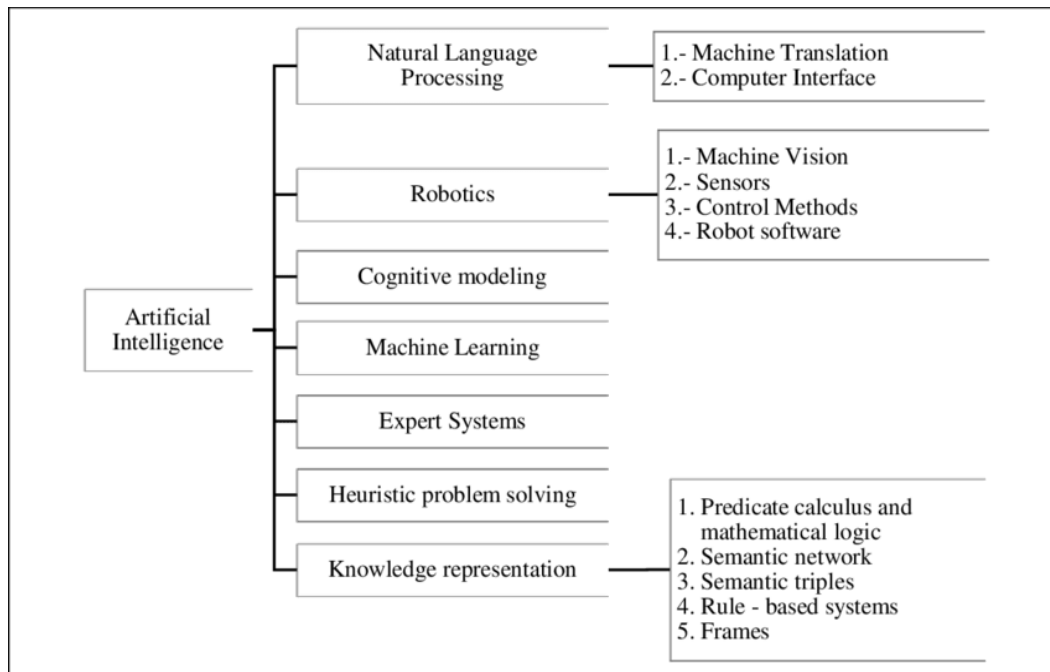 Natural Language
Processing
1.- Machine Translation
2.- Computer Interface
Robotics
1.- Machine Vision
2.- Sensors
3.- Control Methods
4.- Robot software
Cognitive modeling
Artificial
Intelligence
Machine Learning
Expert Systems
Heuristic problem solving
Knowledge representation
1. Predicate calculus and
mathematical logic
2. Semantic network
3. Semantic triples
4. Rule - based systems
5. Frames